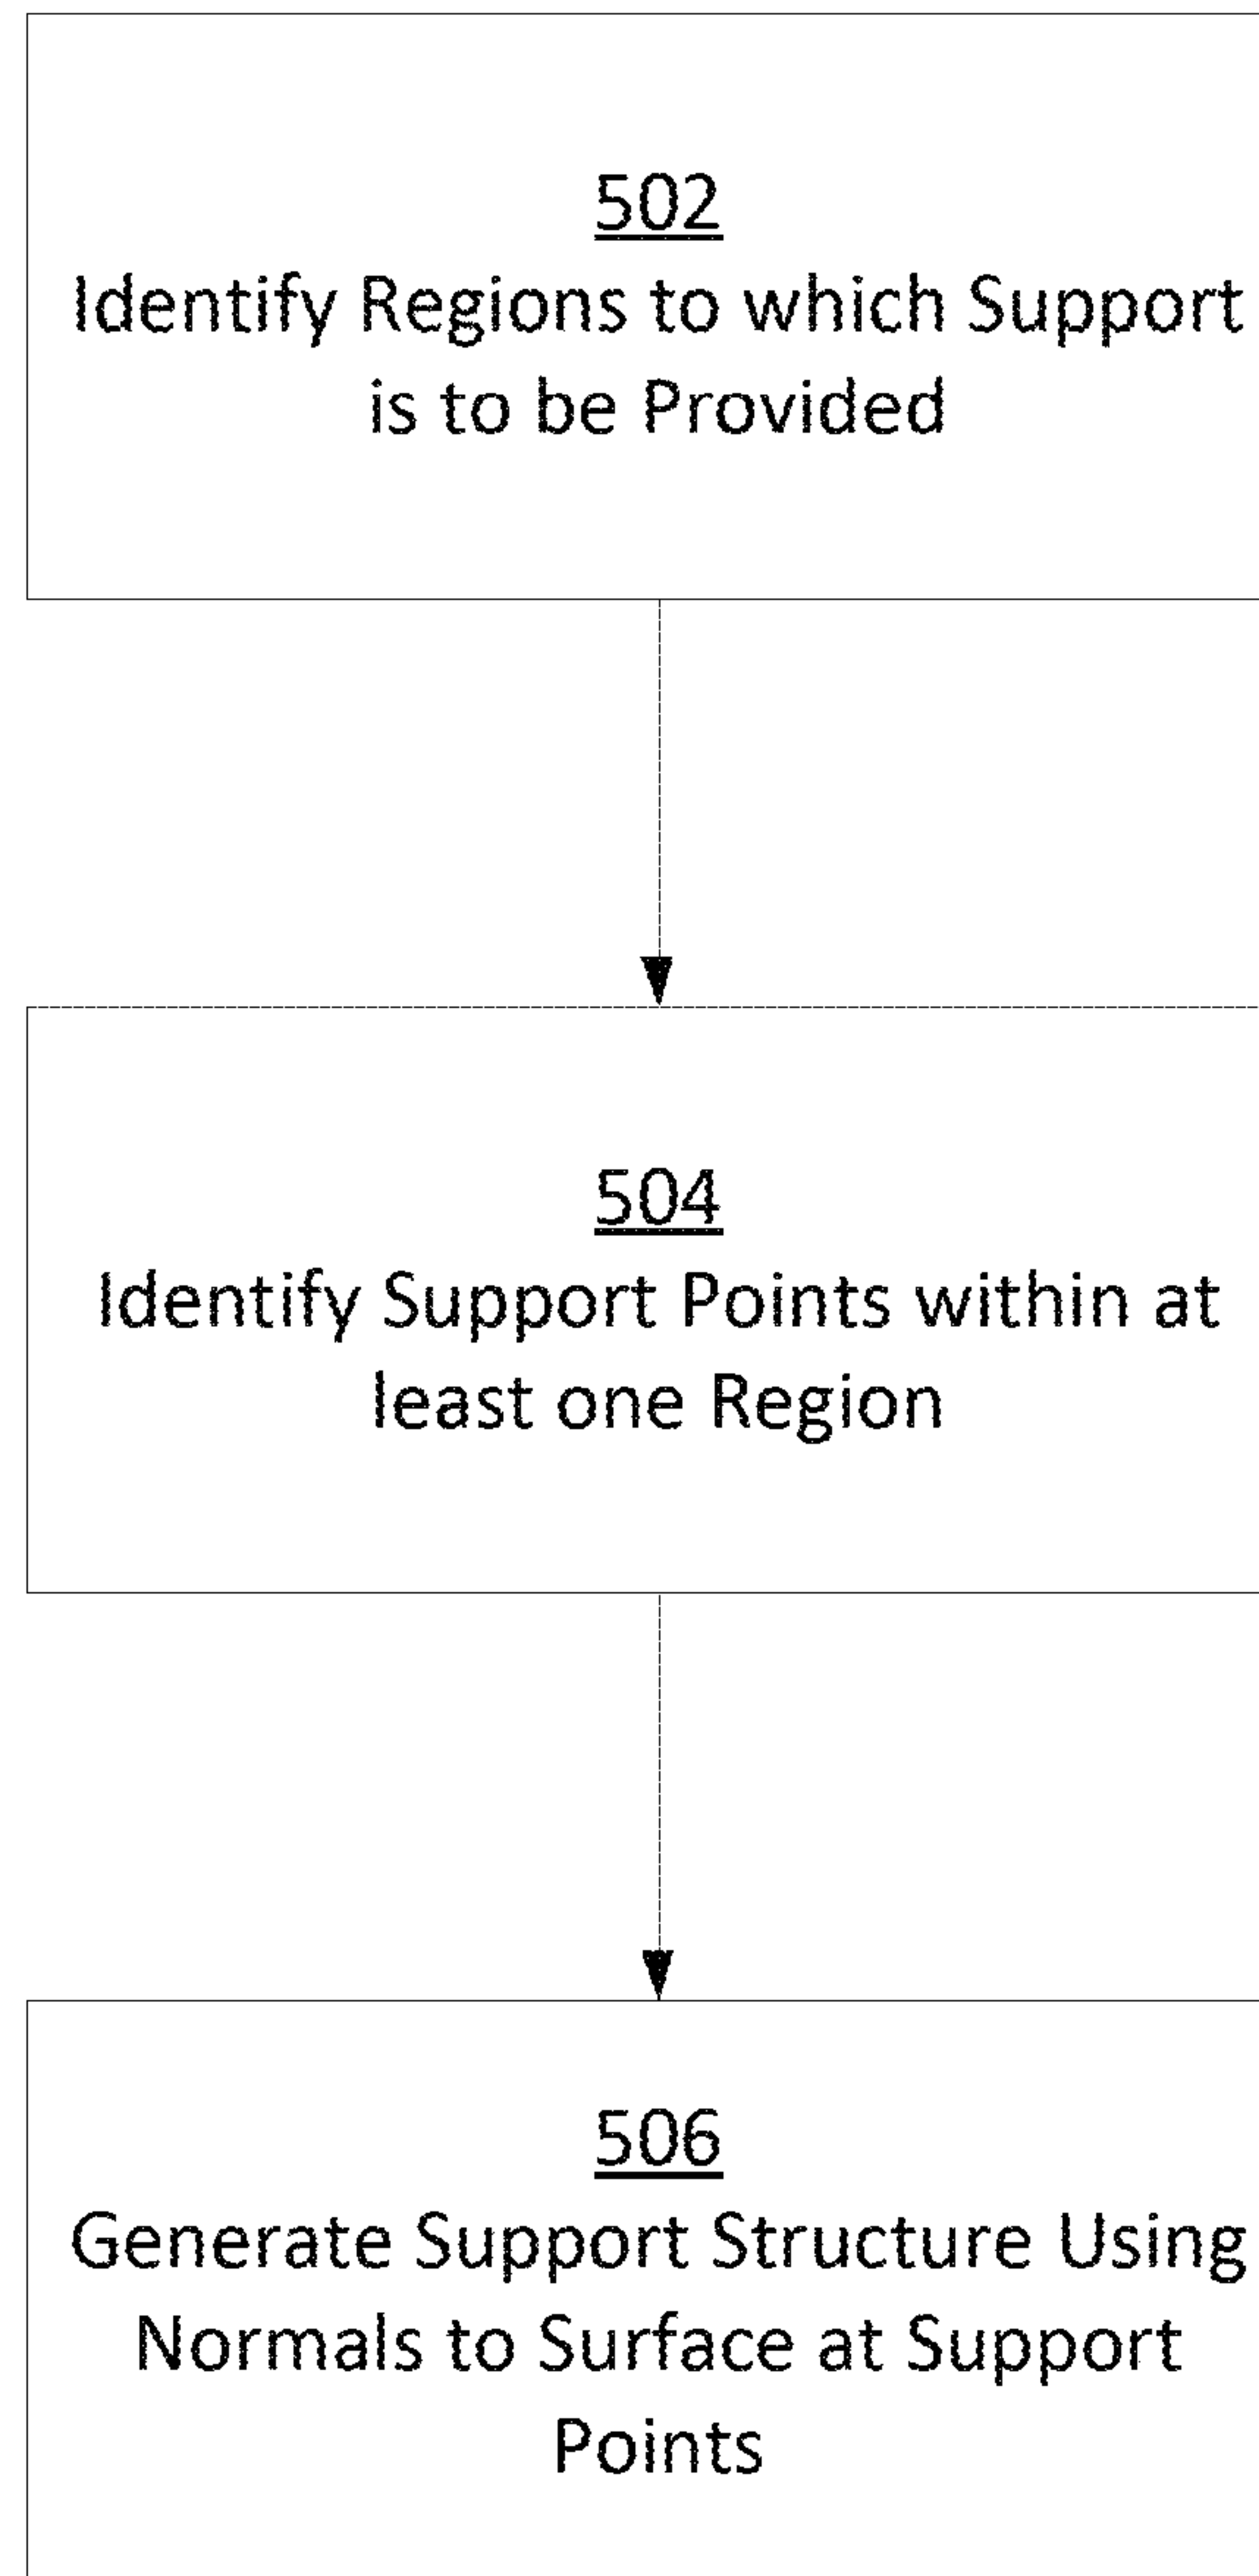 502
Identify Regions to which Support
is to be Provided
504
Identify Support Points within at
least one Region
506
Generate Support Structure Using
Normals to Surface at Support
Points